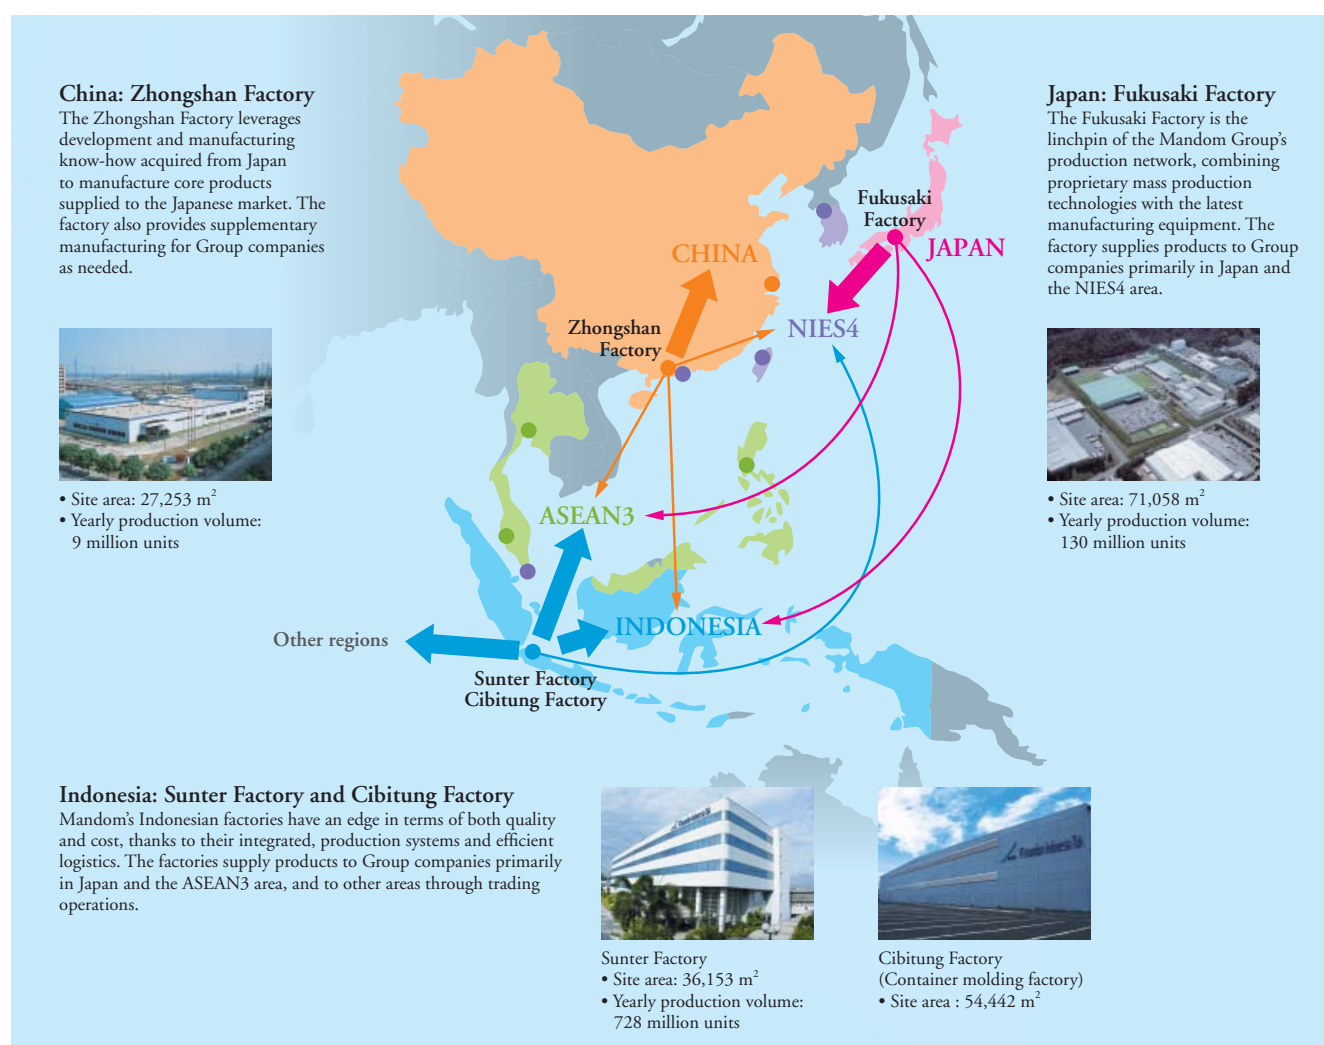 China: Zhongshan Factory
The Zhongshan Factory leverages
development and manufacturing
know-how acquired from Japan
to manufacture core products
supplied to the Japanese market. The
factory also provides supplementary
manufacturing for Group companies
as needed.
• Site area: 27,253 m²
• Yearly production volume:
9 million units
Japan: Fukusaki Factory
The Fukusaki Factory is the
linchpin of the Mandom Group's
production network, combining
proprietary mass production
technologies with the latest
manufacturing equipment. The
factory supplies products to Group
companies primarily in Japan and
the NIES4 area.
• Site area: 71,058 m²
• Yearly production volume:
130 million units
Fukusaki
Factory
JAPAN
CHINA
NIES4
Zhongshan
Factory
ASEAN3
INDONESIA
Other regions
Sunter Factory
Cibitung Factory
Indonesia: Sunter Factory and Cibitung Factory
Mandom's Indonesian factories have an edge in terms of both quality
and cost, thanks to their integrated, production systems and efficient
logistics. The factories supply products to Group companies primarily
in Japan and the ASEAN3 area, and to other areas through trading
operations.
Sunter Factory
• Site area: 36,153 m²
• Yearly production volume:
728 million units
Cibitung Factory
(Container molding factory)
• Site area : 54,442 m²